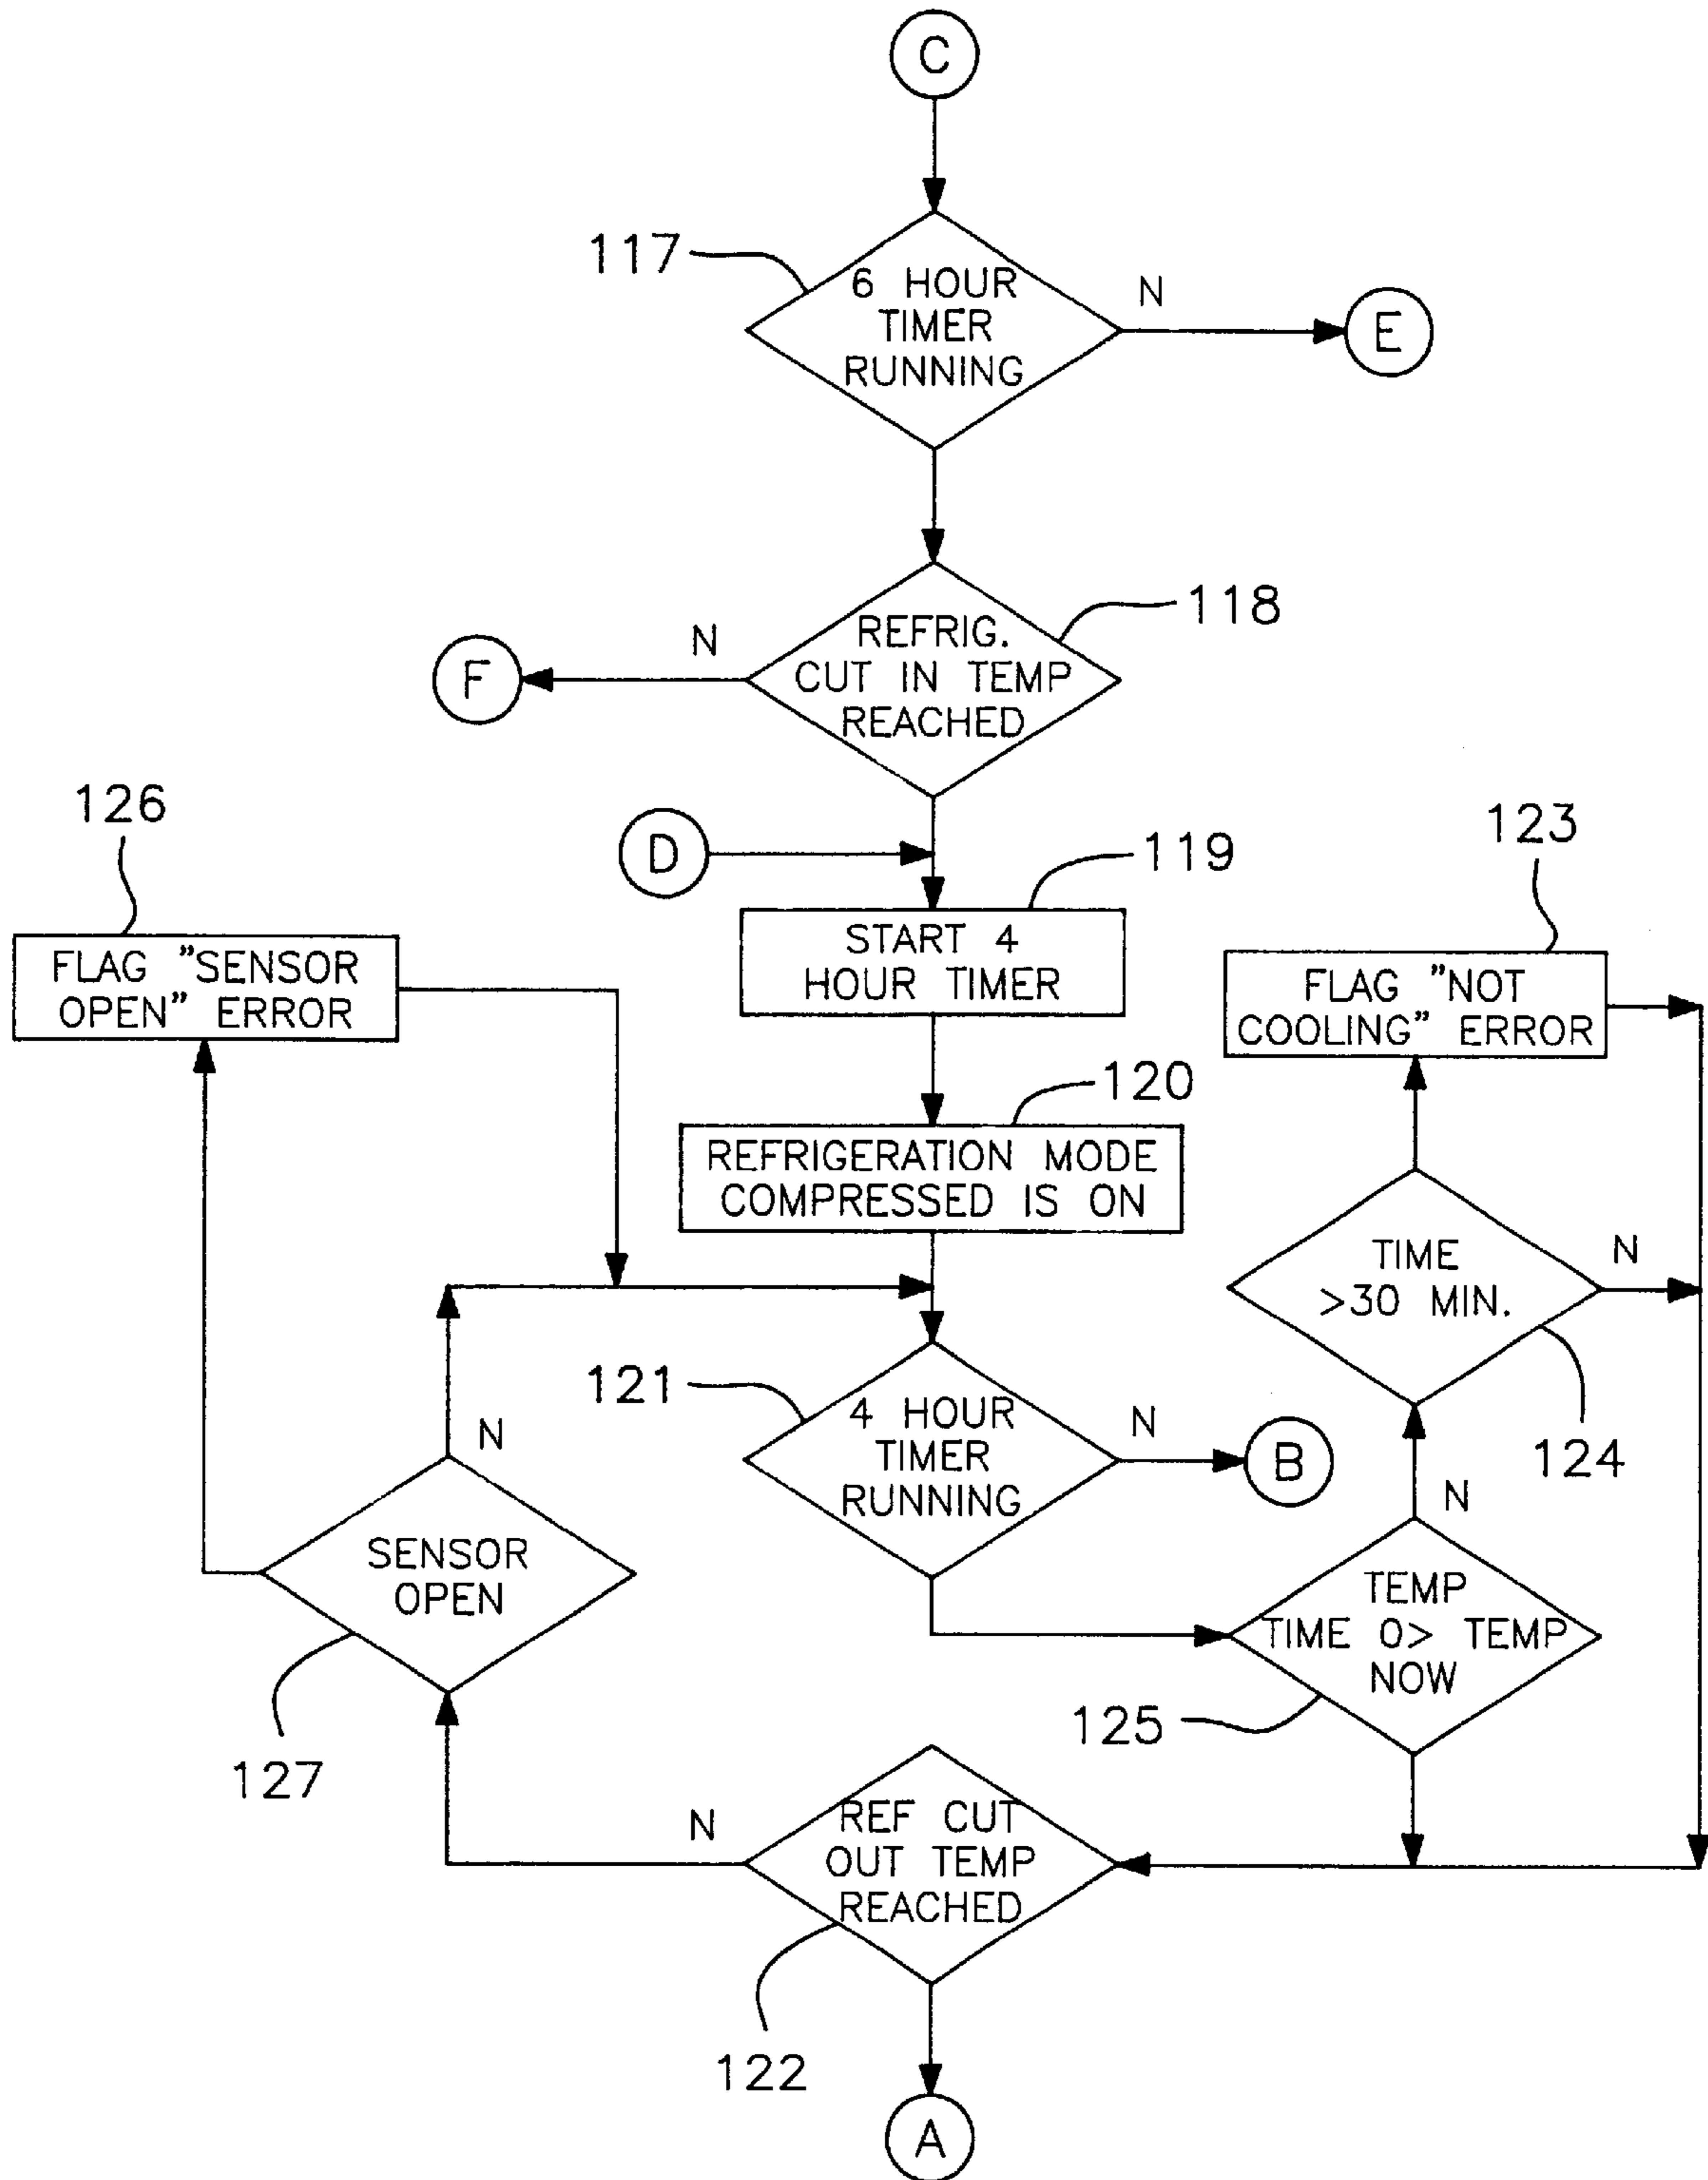 C
117
6 HOUR
TIMER
RUNNING
N
E
118
REFRIG.
CUT IN TEMP
REACHED
N
F
D
119
START 4
HOUR TIMER
126
FLAG "SENSOR
OPEN" ERROR
123
FLAG "NOT
COOLING" ERROR
120
REFRIGERATION MODE
COMPRESSED IS ON
TIME
>30 MIN.
N
124
121
4 HOUR
TIMER
RUNNING
N
B
N
SENSOR
OPEN
127
N
TEMP
TIME 0> TEMP
NOW
125
N
REF CUT
OUT TEMP
REACHED
122
A